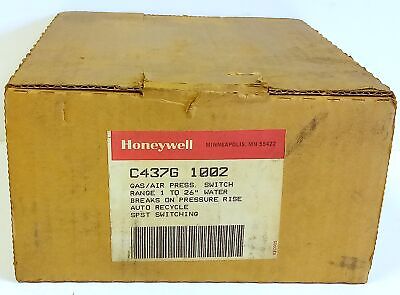 Honeywell
MINNEAPOLIS, MN 55422
C437G 1002
GAS/AIR PRESS. SWITCH
RANGE 1 TO 26" WATER
BREAKS ON PRESSURE RISE
AUTO RECYCLE
SPST SWITCHING